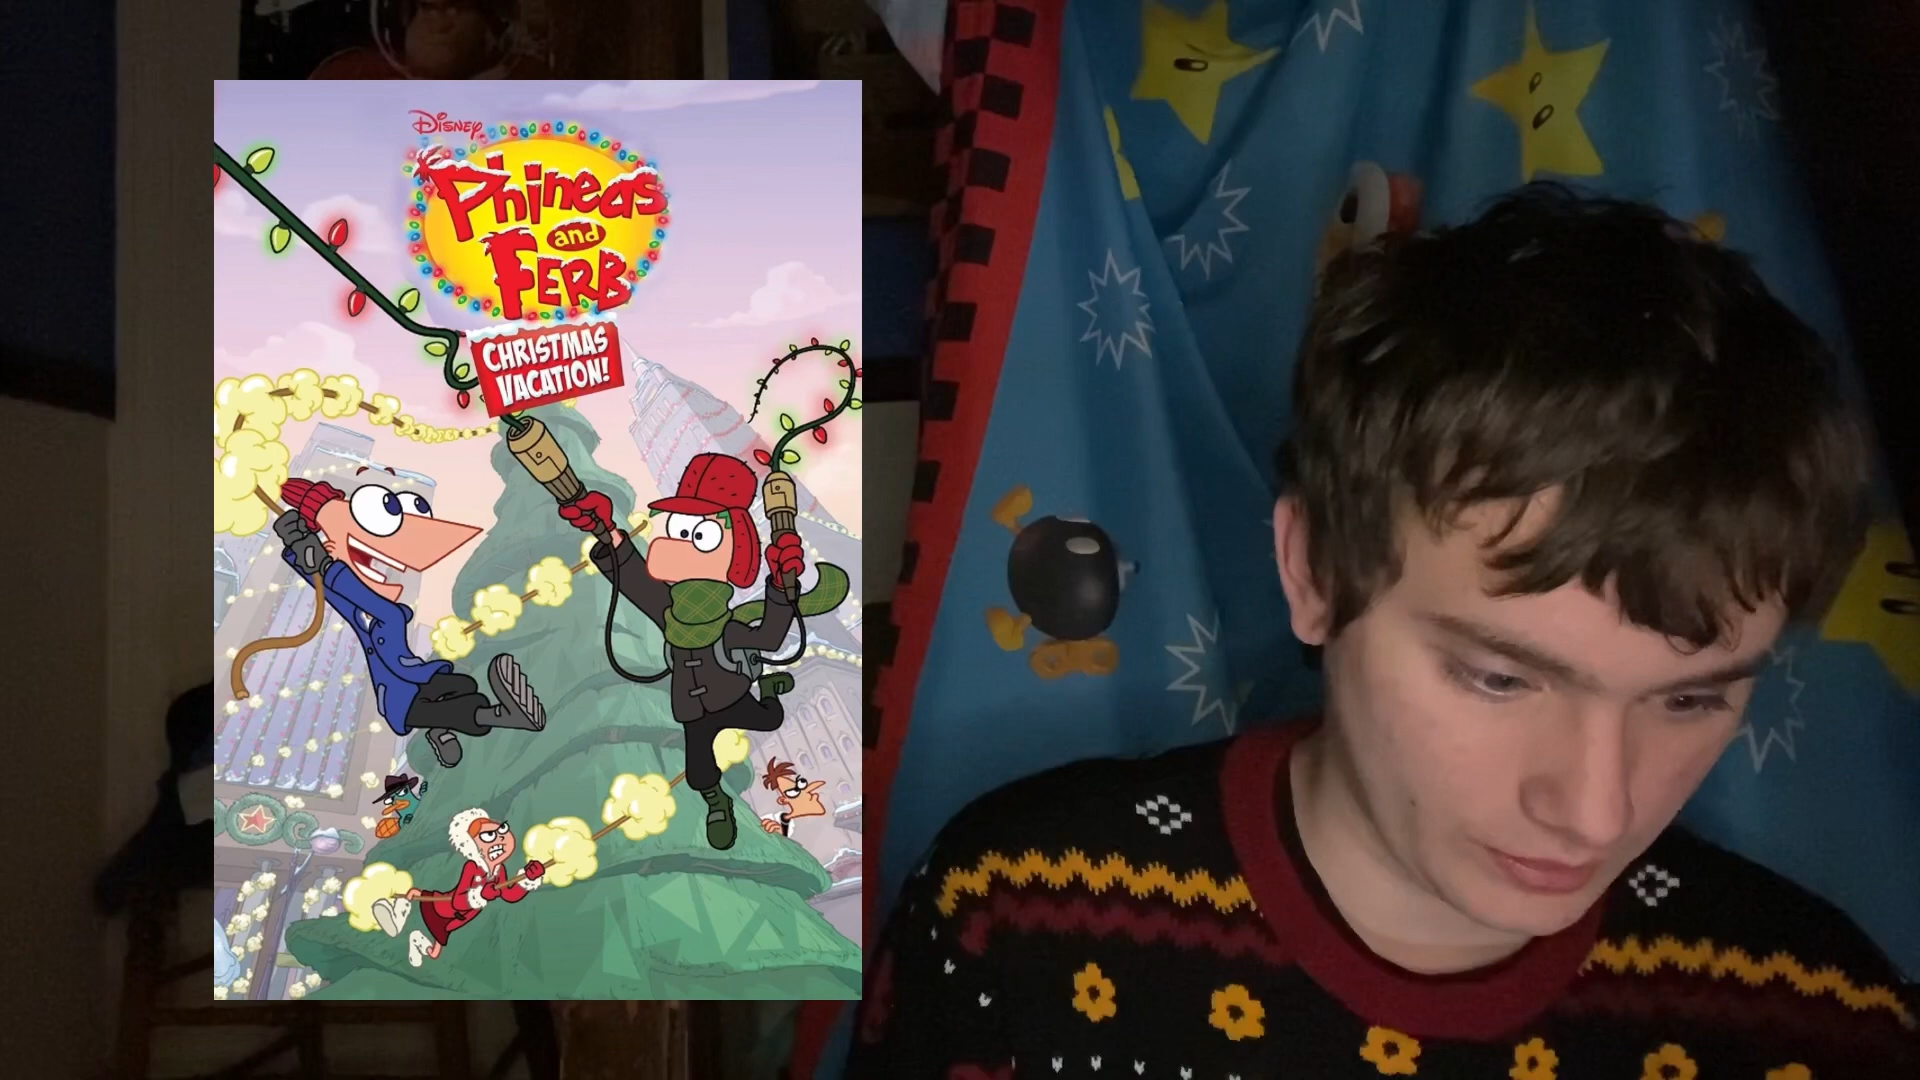 Disney
Phineas
and
Ferb
CHRISTMAS
VACATION!